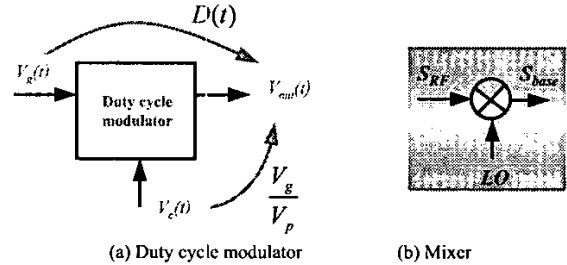 D(t)
V_g(t)
Duty cycle
modulator
V_out(t)
V_c(t)
V_g
V_p
(a) Duty cycle modulator
S_RF
S_base
LO
(b) Mixer